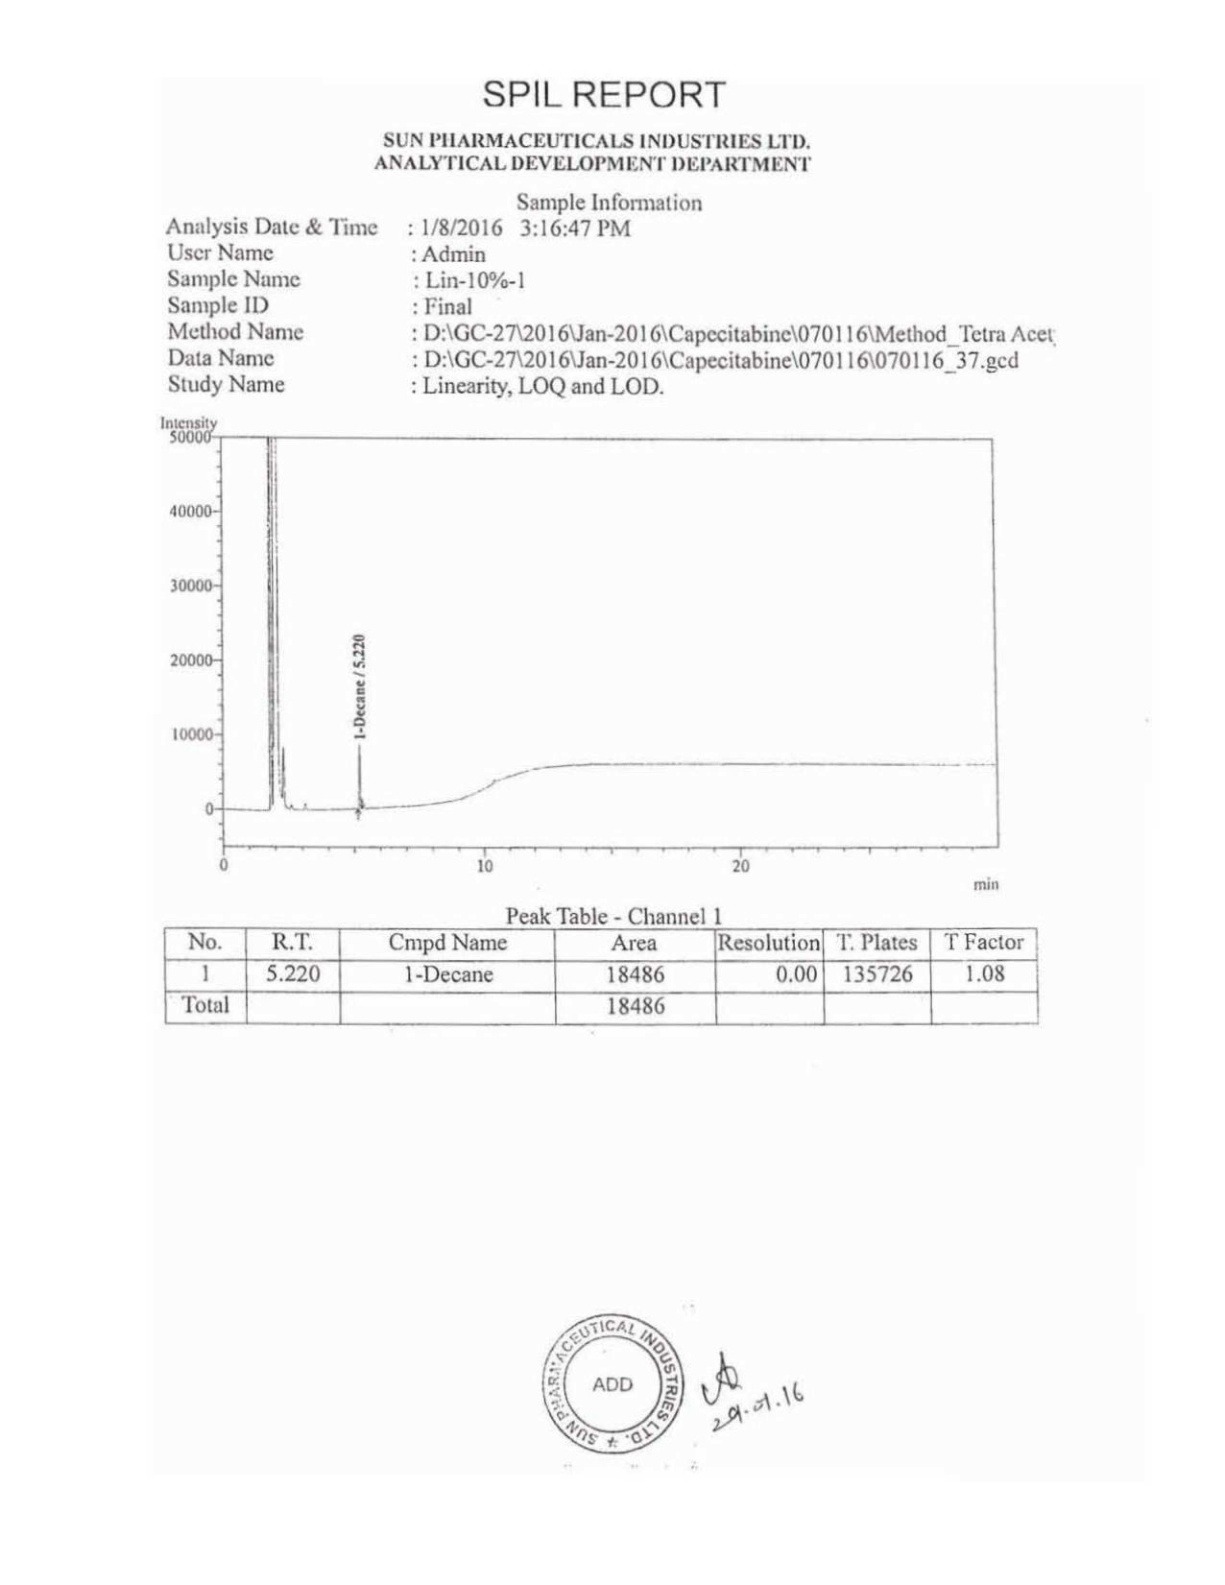 SPIL REPORT
SUN PHARMACEUTICALS INDUSTRIES LTD.
ANALYTICAL DEVELOPMENT DEPARTMENT
Sample Information
Analysis Date & Time : 1/8/2016 3:16:47 PM
User Name : Admin
Sample Name : Lin-10%-1
Sample ID : Final
Method Name : D:\GC-27\2016\Jan-2016\Capecitabine\070116\Method_Tetra Acet
Data Name : D:\GC-27\2016\Jan-2016\Capecitabine\070116\070116_37.gcd
Study Name : Linearity, LOQ and LOD.
Intensity
50000
40000
30000
20000
10000
0
1-Decane / 5.220
0 10 20
min
Peak Table - Channel 1
No. R.T. Cmpd Name Area Resolution T. Plates T Factor
1 5.220 1-Decane 18486 0.00 135726 1.08
Total 18486
SUN PHARMACEUTICAL INDUSTRIES LTD.
ADD
29.01.16